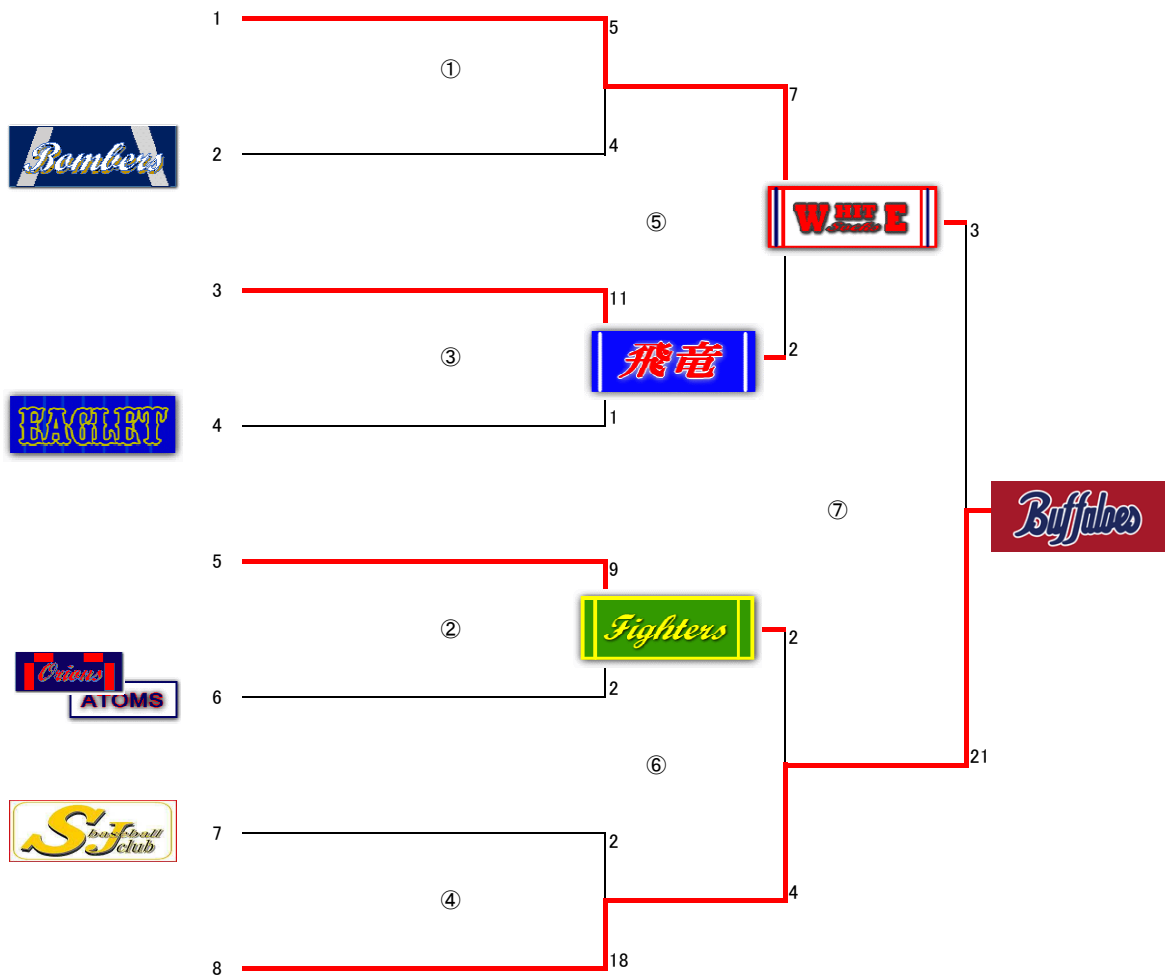 1
5
①
7
Bombers
2
4
⑤
WHITE
Socks
3
3
11
③
飛竜
2
EAGLET
4
1
⑦
Buffaloes
5
9
②
Fighters
2
Orions
ATOMS
6
2
⑥
21
SJ baseball club
7
2
④
4
8
18